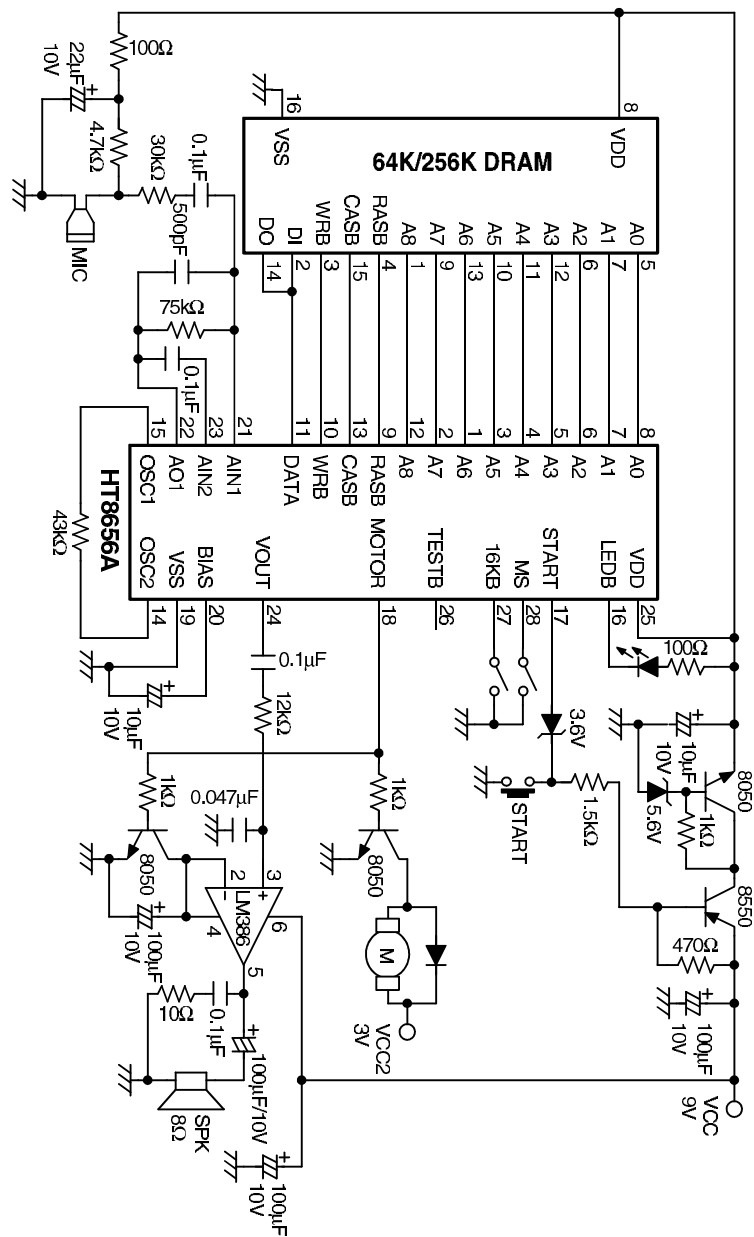 100Ω
22μF
10V
4.7kΩ
MIC
30kΩ
0.1μF
500pF
75kΩ
0.1μF
64K/256K DRAM
16
VSS
8
VDD
DO
DI
WRB
CASB
RASB
A8
A7
A6
A5
A4
A3
A2
A1
A0
14
2
3
15
4
1
9
13
10
11
12
6
7
5
15
22
23
21
11
10
13
9
12
2
1
3
4
5
6
7
8
OSC1
AO1
AIN2
AIN1
DATA
WRB
CASB
RASB
A8
A7
A6
A5
A4
A3
A2
A1
A0
HT8656A
43kΩ
OSC2
VSS
BIAS
VOUT
MOTOR
TESTB
16KB
MS
START
LEDB
VDD
14
19
20
24
18
26
27
28
17
16
25
10μF
10V
0.1μF
12kΩ
0.047μF
1kΩ
8050
100μF
10V
2
3
4
6
5
LM386
10Ω
0.1μF
100μF/10V
SPK
8Ω
100μF
10V
1kΩ
8050
M
VCC2
3V
3.6V
START
1.5kΩ
100Ω
10μF
10V
5.6V
8050
1kΩ
8550
470Ω
100μF
10V
VCC
9V